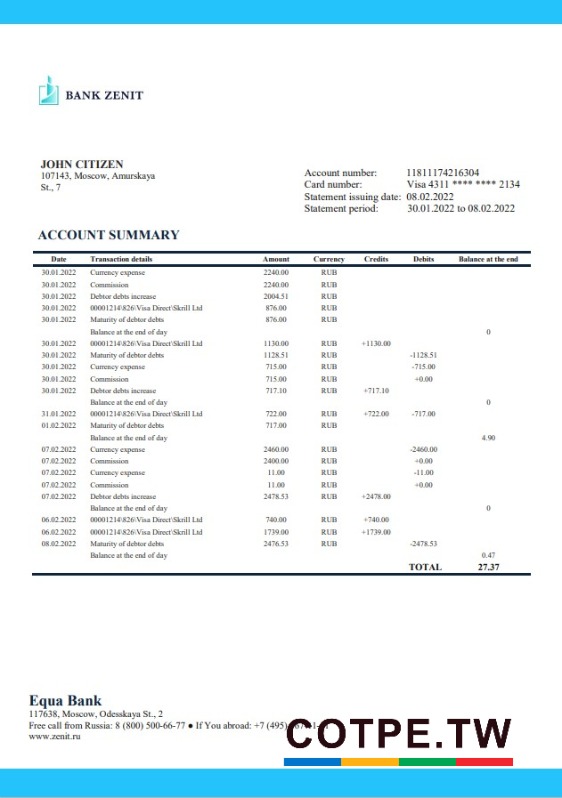 BANK ZENIT
JOHN CITIZEN
107143, Moscow, Amurskaya
St., 7
Account number: 11811174216304
Card number: Visa 4311 **** **** 2134
Statement issuing date: 08.02.2022
Statement period: 30.01.2022 to 08.02.2022
ACCOUNT SUMMARY
Date Transaction details Amount Currency Credits Debits Balance at the end
30.01.2022 Currency expense 2240.00 RUB
30.01.2022 Commission 2240.00 RUB
30.01.2022 Debtor debts increase 2004.51 RUB
30.01.2022 00001214\826\Visa Direct\Skrill Ltd 876.00 RUB
30.01.2022 Maturity of debtor debts 876.00 RUB
Balance at the end of day 0
30.01.2022 00001214\826\Visa Direct\Skrill Ltd 1130.00 RUB +1130.00
30.01.2022 Maturity of debtor debts 1128.51 RUB -1128.51
30.01.2022 Currency expense 715.00 RUB -715.00
30.01.2022 Commission 715.00 RUB +0.00
30.01.2022 Debtor debts increase 717.10 RUB +717.10
Balance at the end of day 0
31.01.2022 00001214\826\Visa Direct\Skrill Ltd 722.00 RUB +722.00 -717.00
01.02.2022 Maturity of debtor debts 717.00 RUB
Balance at the end of day 4.90
07.02.2022 Currency expense 2460.00 RUB -2460.00
07.02.2022 Commission 2400.00 RUB +0.00
07.02.2022 Currency expense 11.00 RUB -11.00
07.02.2022 Commission 11.00 RUB +0.00
07.02.2022 Debtor debts increase 2478.53 RUB +2478.00
Balance at the end of day 0
06.02.2022 00001214\826\Visa Direct\Skrill Ltd 740.00 RUB +740.00
06.02.2022 00001214\826\Visa Direct\Skrill Ltd 1739.00 RUB +1739.00
08.02.2022 Maturity of debtor debts 2476.53 RUB -2478.53
Balance at the end of day 0.47
TOTAL 27.37
Equa Bank
117638, Moscow, Odesskaya St., 2
Free call from Russia: 8 (800) 500-66-77 ● If You abroad: +7 (495)
www.zenit.ru
COTPE.TW